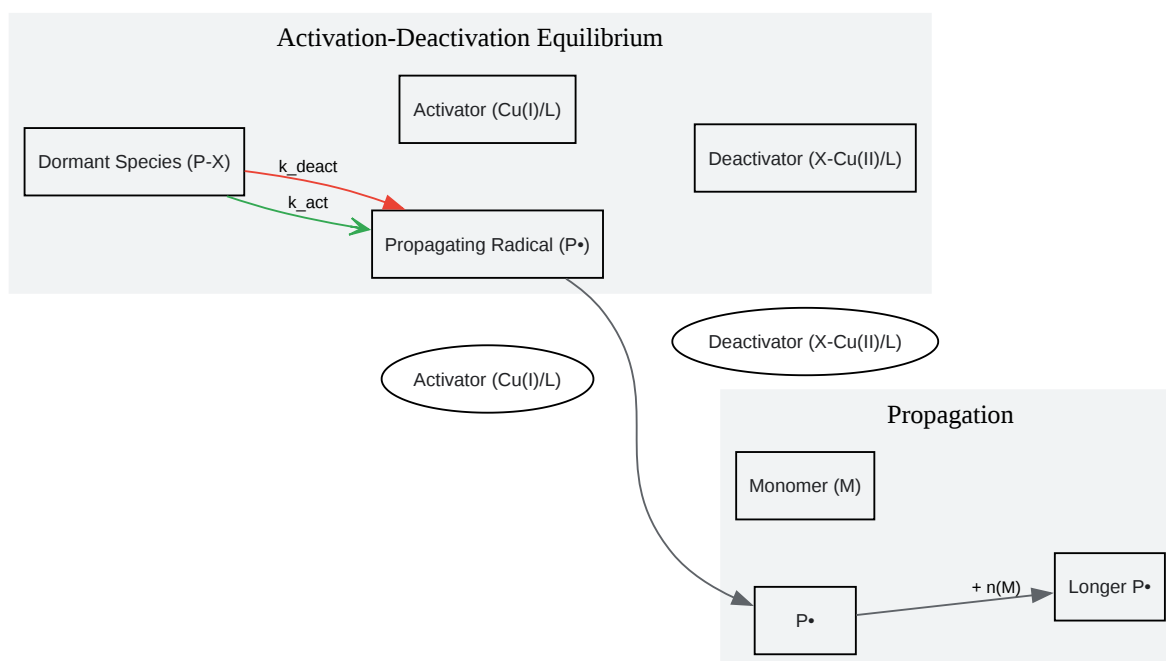 Activation-Deactivation Equilibrium
Activator (Cu(I)/L)
Dormant Species (P-X)
Deactivator (X-Cu(II)/L)
k_deact
k_act
Propagating Radical (P•)
Deactivator (X-Cu(II)/L)
Activator (Cu(I)/L)
Propagation
Monomer (M)
+ n(M)
Longer P•
P•